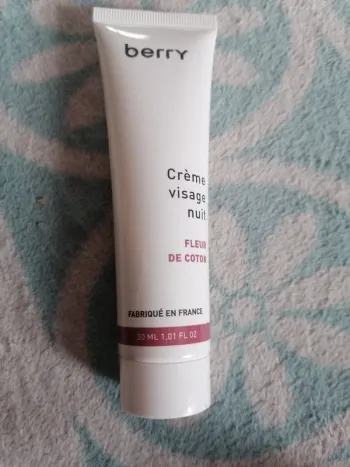 berry
Crème
visage
nuit
FLEUR
DE COTON
FABRIQUÉ EN FRANCE
30 ML 1,01 FL OZ